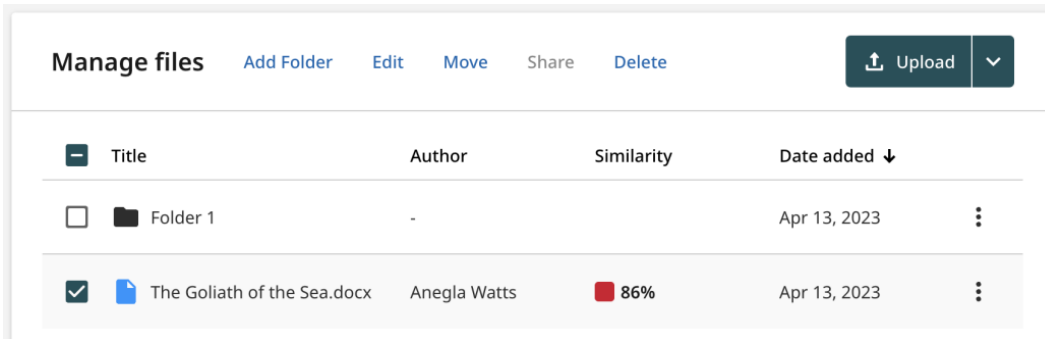 Manage files Add Folder Edit Move Share Delete Upload
Title Author Similarity Date added ↓
Folder 1 - Apr 13, 2023
The Goliath of the Sea.docx Anegla Watts 86% Apr 13, 2023